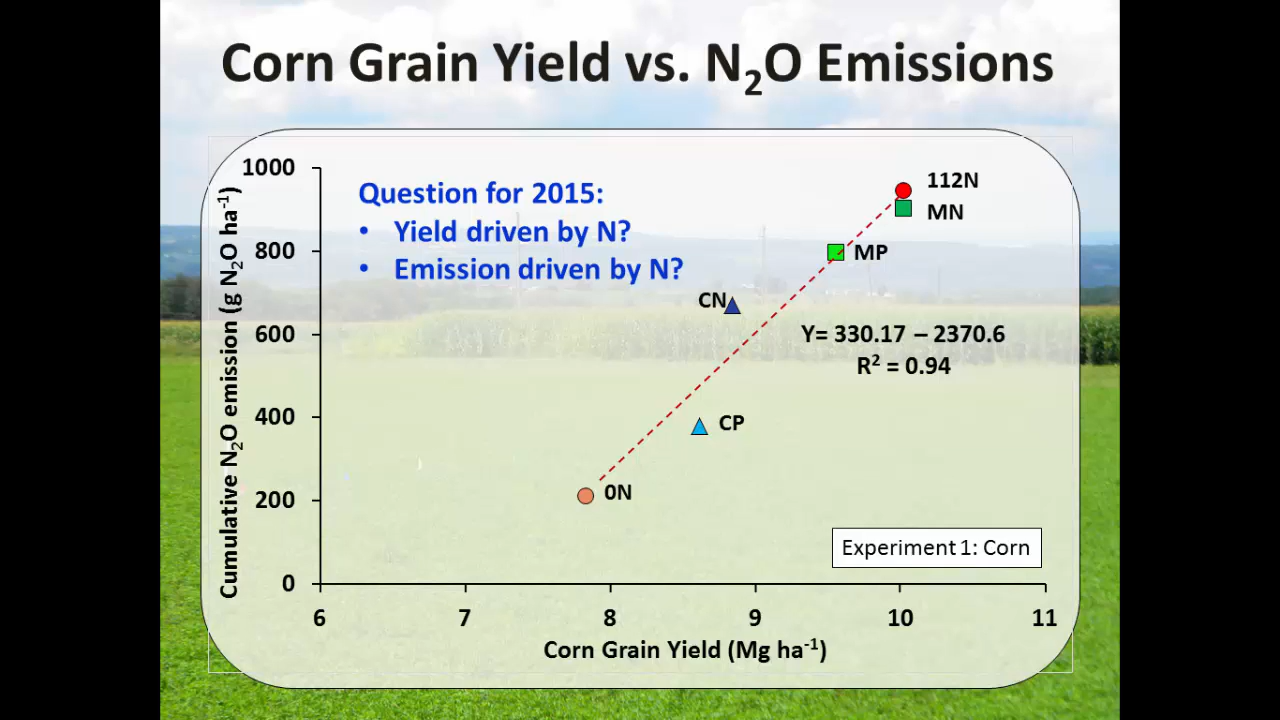 Corn Grain Yield vs. N₂O Emissions
Cumulative N₂O emission (g N₂O ha⁻¹)
1000
800
600
400
200
0
Question for 2015:
• Yield driven by N?
• Emission driven by N?
112N
MN
MP
CN
Y= 330.17 – 2370.6
R² = 0.94
CP
0N
Experiment 1: Corn
6 7 8 9 10 11
Corn Grain Yield (Mg ha⁻¹)